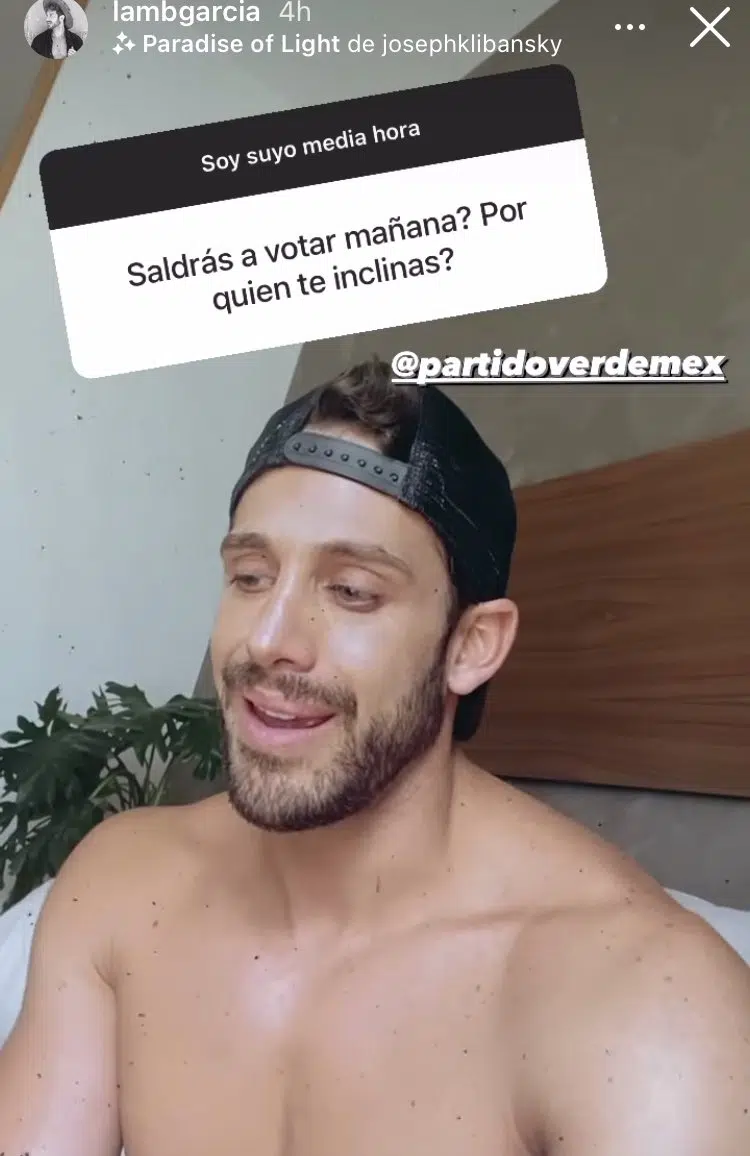 lambgarcia 4h
Paradise of Light de josephklibansky
Soy suyo media hora
Saldrás a votar mañana? Por
quien te inclinas?
@partidoverdemex